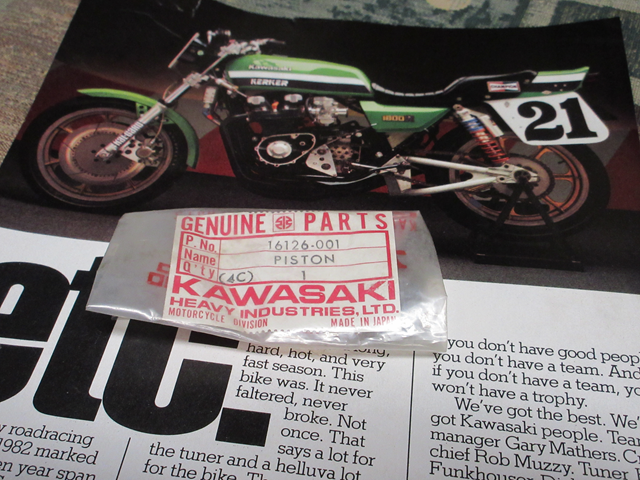 KAWASAKI
KERKER
21
GENUINE PARTS
P. No. 16126-001
Name PISTON
Q'ty (4C) 1
KAWASAKI
HEAVY INDUSTRIES, LTD.
MOTORCYCLE DIVISION MADE IN JAPAN
etc.
hard, hot, and very
fast season. This
bike was. It never
faltered, never
broke. Not
once. That
says a lot for
the tuner and a helluva lot
for the bike.
roadracing
1982 marked
year span
you don't have good peop
you don't have a team. And
if you don't have a team, yo
won't have a trophy.
We've got the best. We'
got Kawasaki people. Tea
manager Gary Mathers. C
chief Rob Muzzy. Tuner
Funkhouser